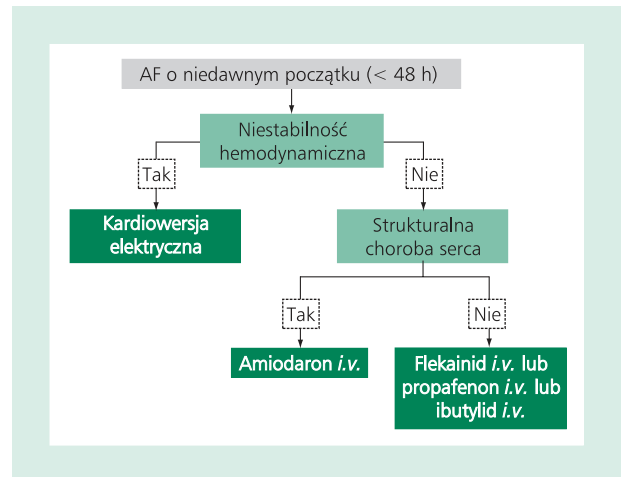 AF o niedawnym początku (< 48 h)
Niestabilność
hemodynamiczna
Tak
Nie
Kardiowersja
elektryczna
Strukturalna
choroba serca
Tak
Nie
Amiodaron i.v.
Flekainid i.v. lub
propafenon i.v. lub
ibutylid i.v.